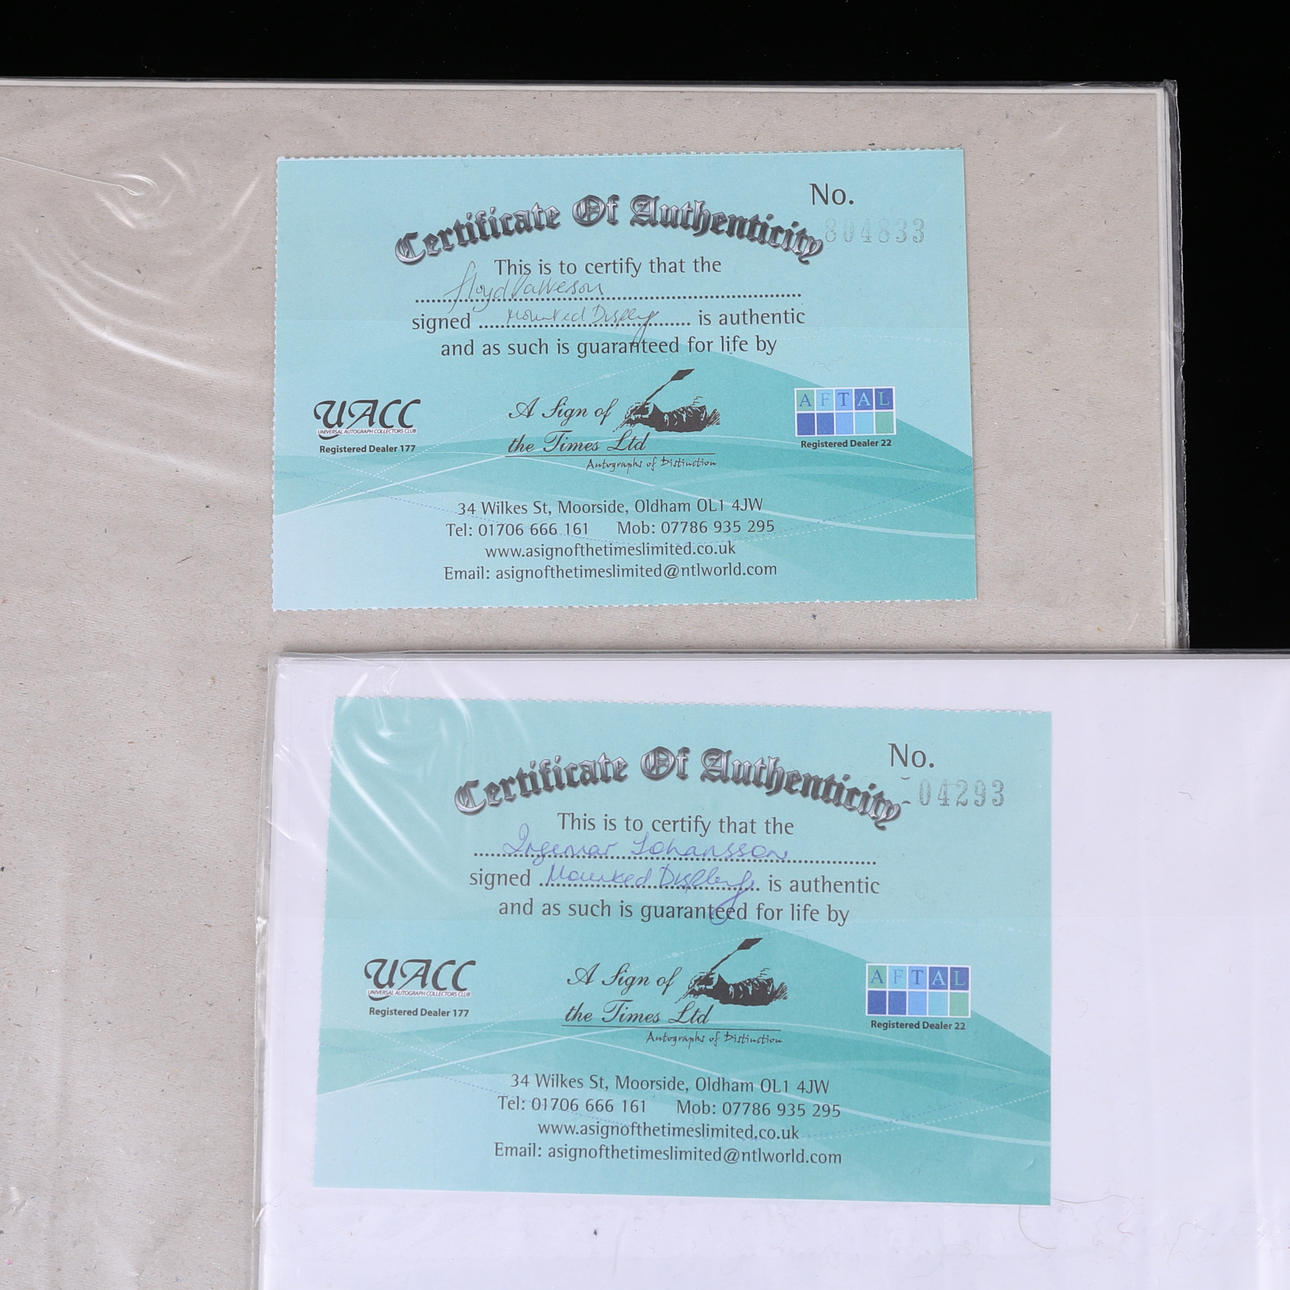 Certificate Of Authenticity
No.
804833
This is to certify that the
Floyd Patterson
signed Mounted Display is authentic
and as such is guaranteed for life by
UACC
UNIVERSAL AUTOGRAPH COLLECTORS CLUB
Registered Dealer 177
A Sign of
the Times Ltd
Autographs of Distinction
AFTAL
Registered Dealer 22
34 Wilkes St, Moorside, Oldham OL1 4JW
Tel: 01706 666 161 Mob: 07786 935 295
www.asignofthetimeslimited.co.uk
Email: asignofthetimeslimited@ntlworld.com
Certificate Of Authenticity
No.
04293
This is to certify that the
Ingemar Johansson
signed Mounted Display is authentic
and as such is guaranteed for life by
UACC
UNIVERSAL AUTOGRAPH COLLECTORS CLUB
Registered Dealer 177
A Sign of
the Times Ltd
Autographs of Distinction
AFTAL
Registered Dealer 22
34 Wilkes St, Moorside, Oldham OL1 4JW
Tel: 01706 666 161 Mob: 07786 935 295
www.asignofthetimeslimited.co.uk
Email: asignofthetimeslimited@ntlworld.com